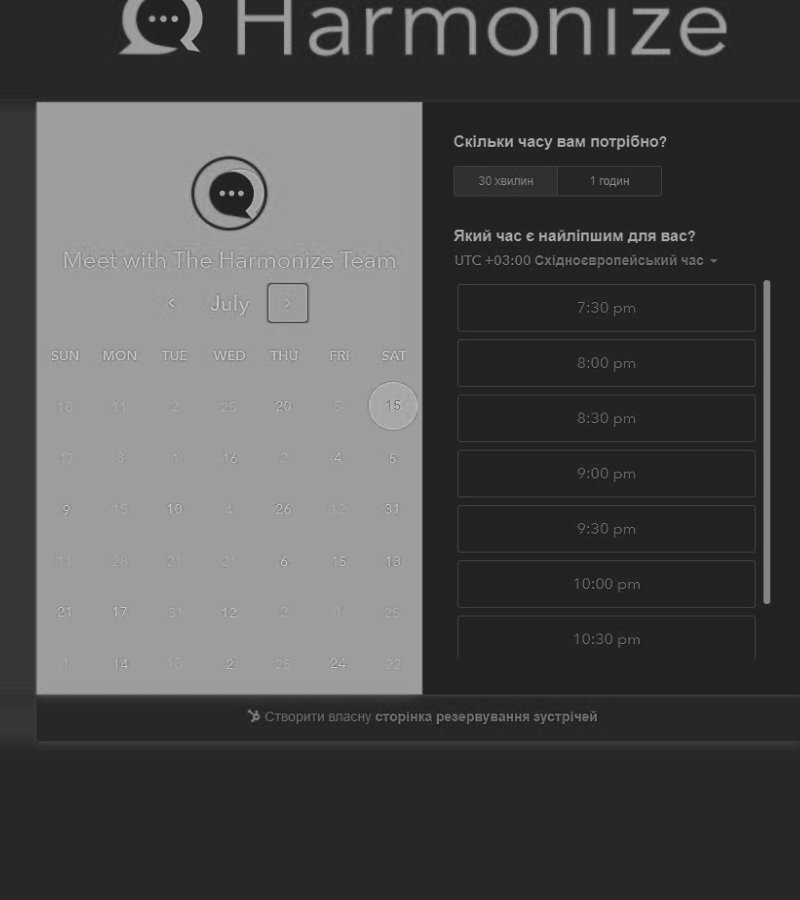 Harmonize
Meet with The Harmonize Team
July
SUN MON TUE WED THU FRI SAT
18 11 2 25 20 5 15
17 8 1 16 2 4 5
9 15 10 4 26 12 31
11 28 21 21 6 15 13
21 17 31 12 2 1 25
1 14 13 2 25 24 22
Скільки часу вам потрібно?
30 хвилин 1 годин
Який час є найліпшим для вас?
UTC +03:00 Східноєвропейський час
7:30 pm
8:00 pm
8:30 pm
9:00 pm
9:30 pm
10:00 pm
10:30 pm
Створити власну сторінка резервування зустрічей